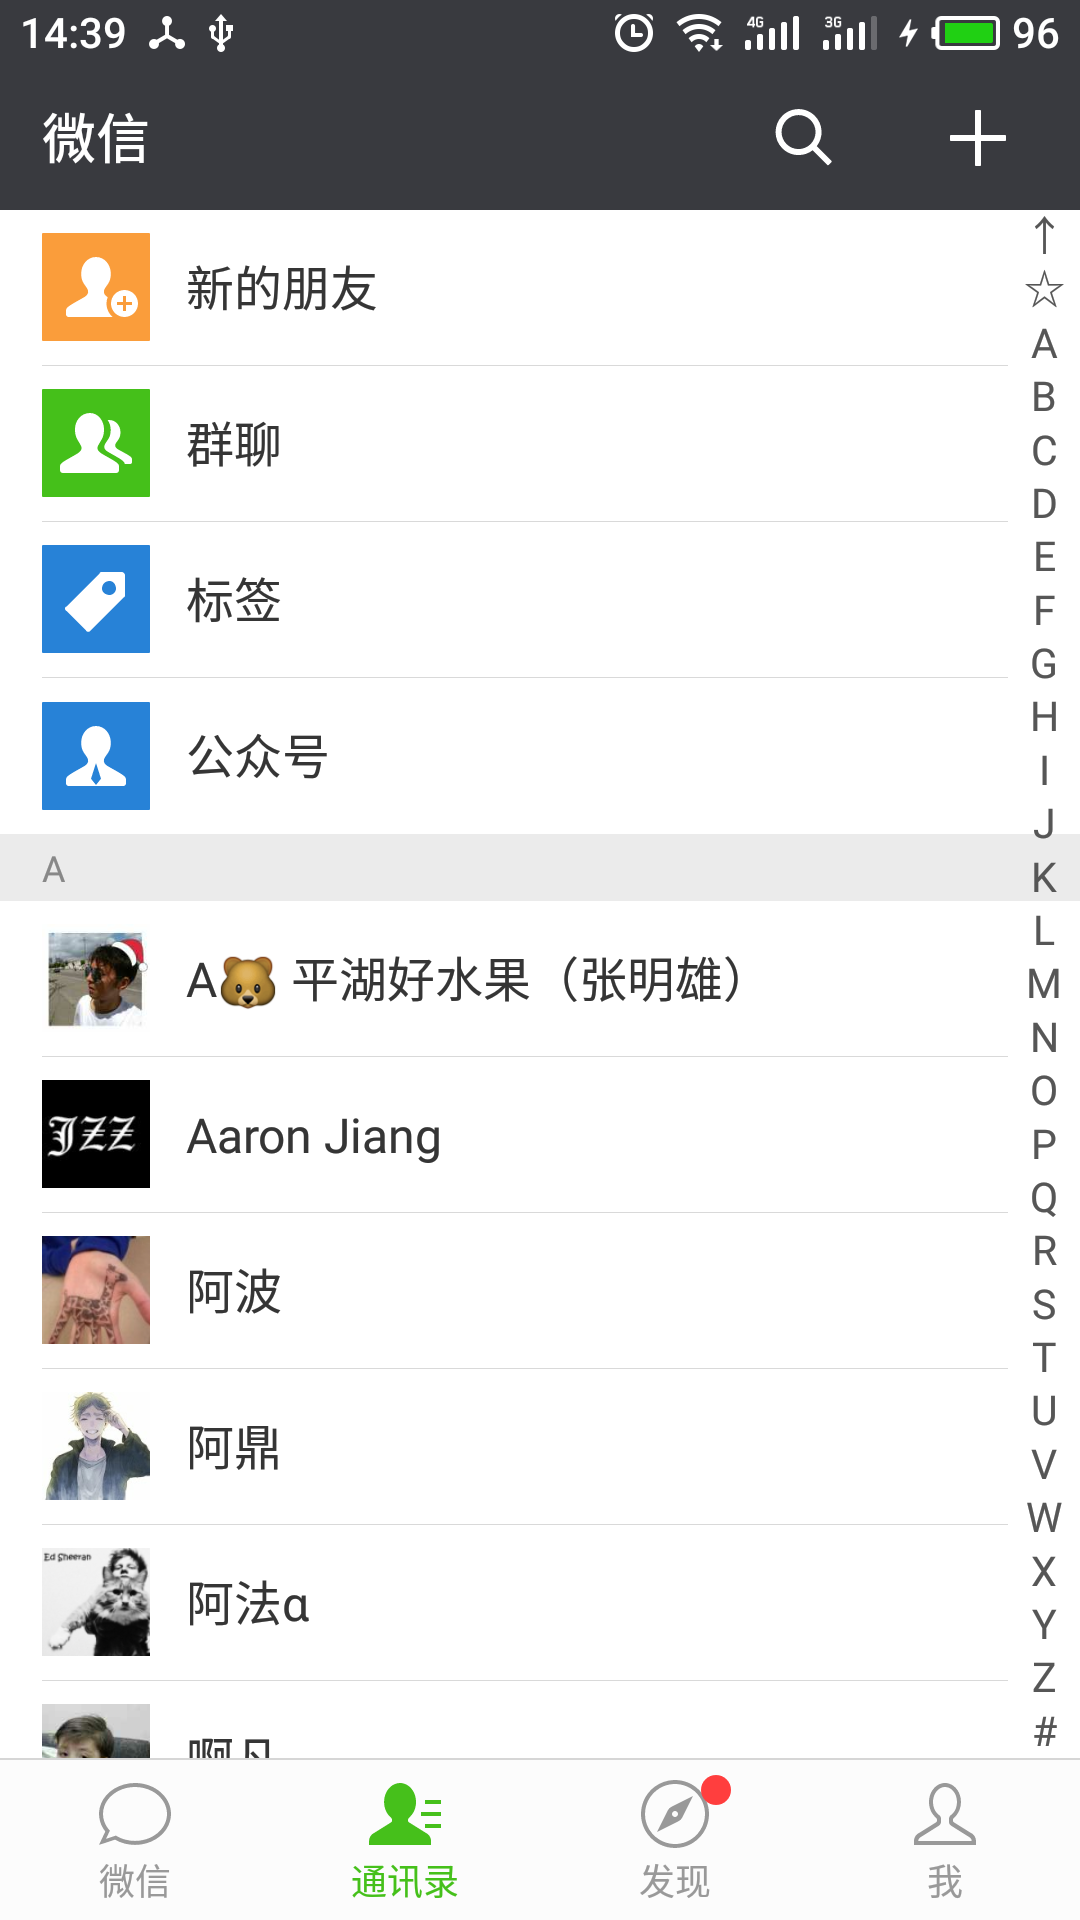 14:39 4G 3G 96
微信
新的朋友
群聊
标签
公众号
A
A🐻 平湖好水果（张明雄）
JZZ
Aaron Jiang
阿波
阿鼎
Ed Sheeran
阿法α
↑
☆
A
B
C
D
E
F
G
H
I
J
K
L
M
N
O
P
Q
R
S
T
U
V
W
X
Y
Z
#
微信
通讯录
发现
我